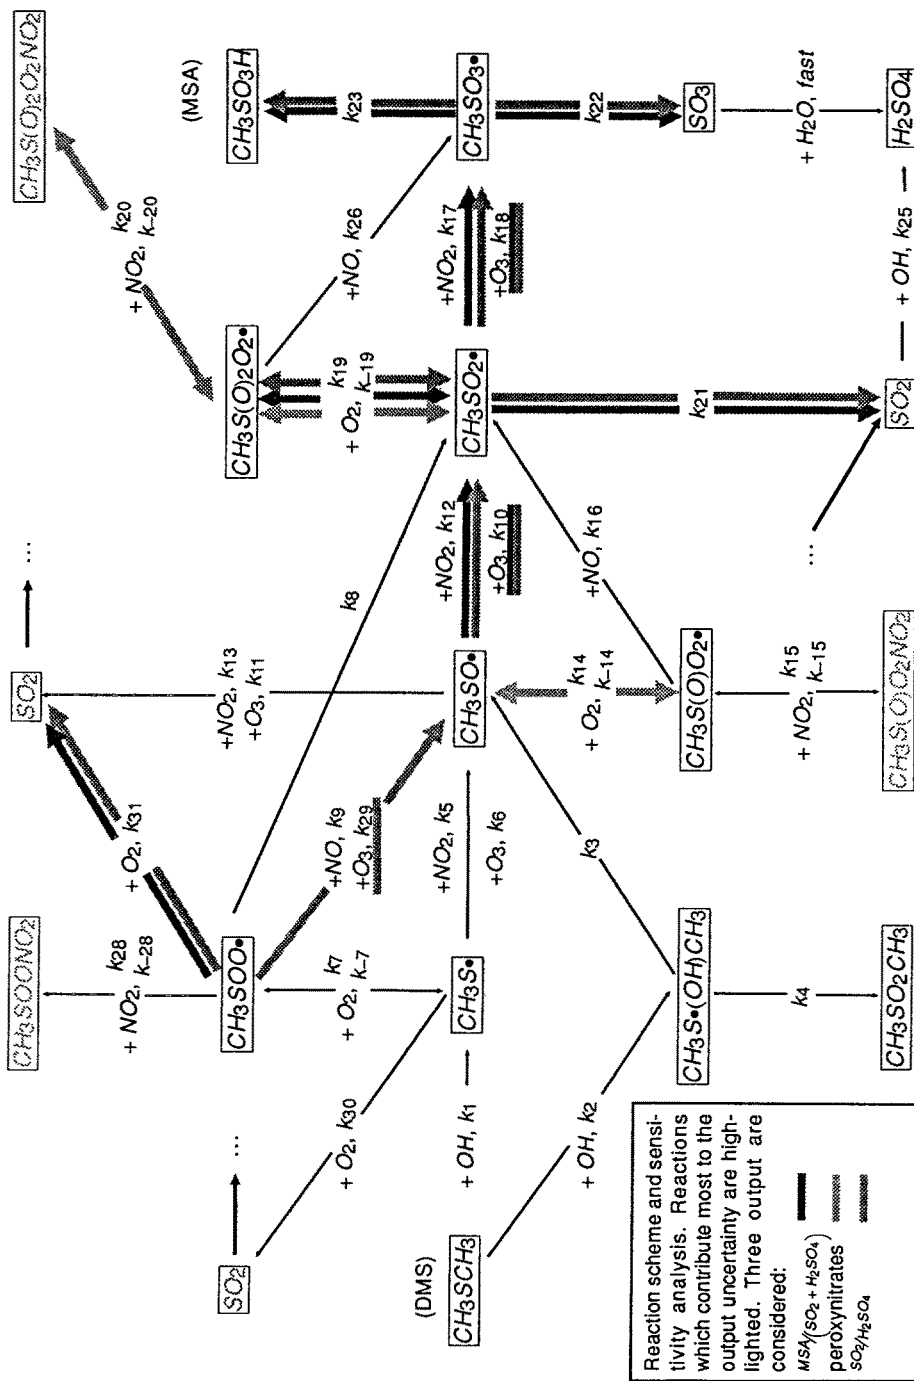 SO2
...
+ O2, k30
(DMS)
CH3SCH3
+ OH, k1
+ OH, k2
CH3SOONO2
k28
+ NO2, k-28
CH3SOO•
k7
+ O2, k-7
CH3S•
CH3S•(OH)CH3
k4
CH3SO2CH3
+ O2, k31
+NO, k9
+O3, k29
+NO2, k5
+O3, k6
k3
SO2
...
+NO2, k13
+O3, k11
k8
CH3SO•
k14
+ O2, k-14
CH3S(O)O2•
k15
+ NO2, k-15
CH3S(O)O2NO2
+NO2, k12
+O3, k10
+NO, k16
...
CH3S(O)2O2NO2
k20
+ NO2, k-20
CH3S(O)2O2•
k19
+ O2, k-19
CH3SO2•
k21
SO2
+NO, k26
+NO2, k17
+O3, k18
(MSA)
CH3SO3H
k23
CH3SO3•
k22
SO3
+ H2O, fast
+ OH, k25
H2SO4
Reaction scheme and sensi-
tivity analysis. Reactions
which contribute most to the
output uncertainty are high-
lighted. Three output are
considered:
MSA/(SO2 + H2SO4)
peroxynitrates
SO2/H2SO4